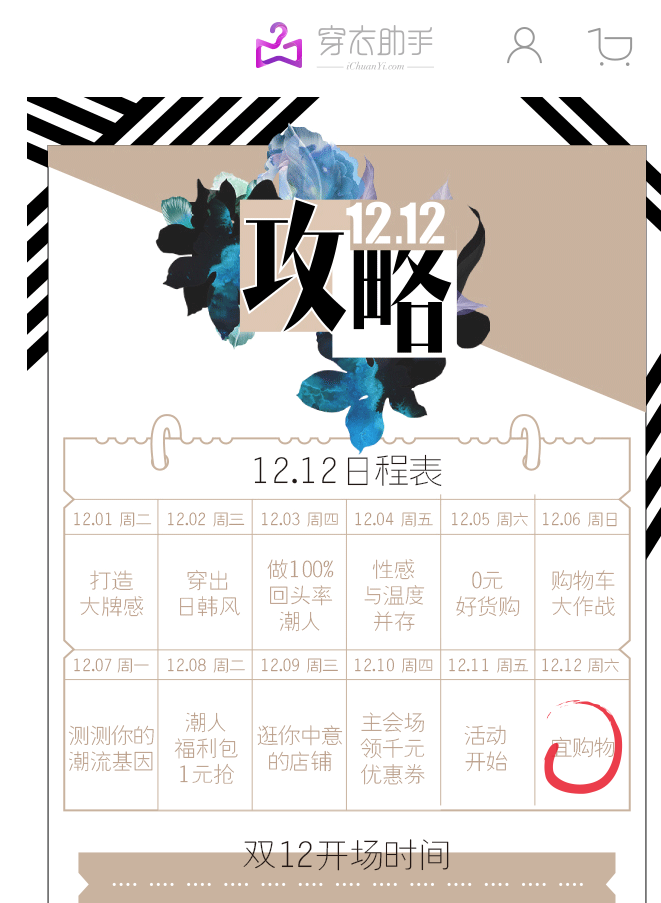 穿衣助手
iChuanYi.com
12.12
攻略
12.12日程表
12.01 周二
12.02 周三
12.03 周四
12.04 周五
12.05 周六
12.06 周日
打造
大牌感
穿出
日韩风
做100%
回头率
潮人
性感
与温度
并存
0元
好货购
购物车
大作战
12.07 周一
12.08 周二
12.09 周三
12.10 周四
12.11 周五
12.12 周六
测测你的
潮流基因
潮人
福利包
1元抢
逛你中意
的店铺
主会场
领千元
优惠券
活动
开始
宜购物
双12开场时间